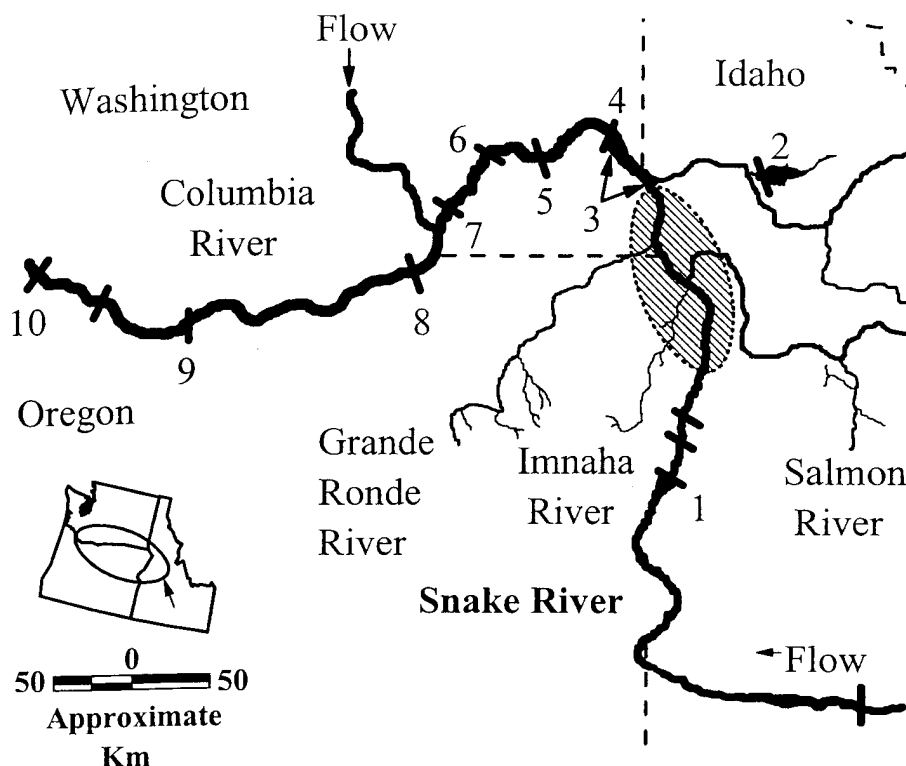 Flow
Washington
Idaho
4
6
2
5
3
Columbia
River
7
10
9
8
Oregon
Grande
Ronde
River
Imnaha
River
1
Salmon
River
Snake River
Flow
0
50
50
Approximate
Km